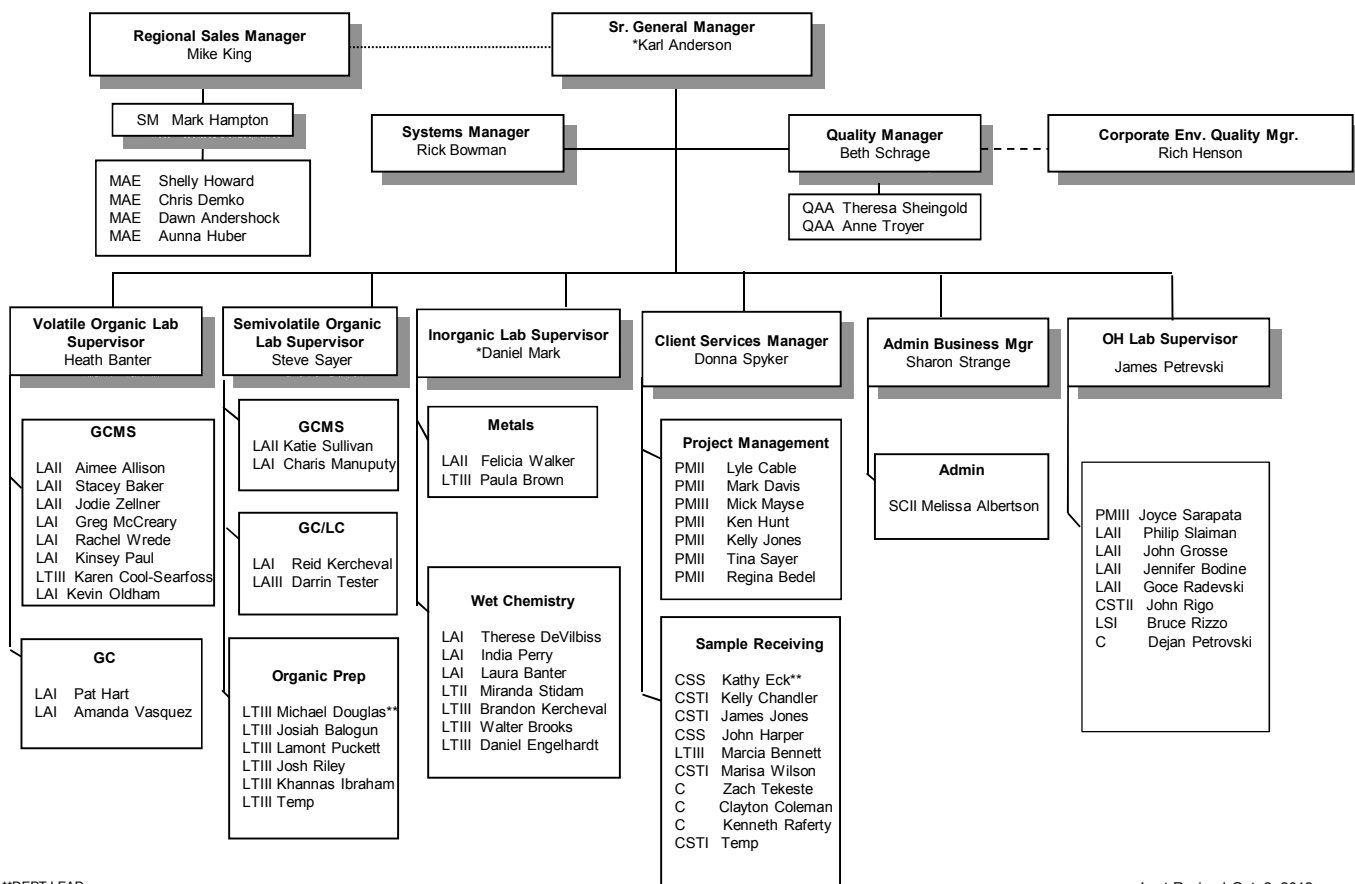 Regional Sales Manager
Mike King
Sr. General Manager
*Karl Anderson
SM Mark Hampton
MAE Shelly Howard
MAE Chris Demko
MAE Dawn Andershock
MAE Aunna Huber
Systems Manager
Rick Bowman
Quality Manager
Beth Schrage
Corporate Env. Quality Mgr.
Rich Henson
QAA Theresa Sheingold
QAA Anne Troyer
Volatile Organic Lab
Supervisor
Heath Banter
GCMS
LAII Aimee Allison
LAII Stacey Baker
LAII Jodie Zellner
LAI Greg McCreary
LAI Rachel Wrede
LAI Kinsey Paul
LTIII Karen Cool-Searfoss
LAI Kevin Oldham
GC
LAI Pat Hart
LAI Amanda Vasquez
Semivolatile Organic
Lab Supervisor
Steve Sayer
GCMS
LAII Katie Sullivan
LAI Charis Manuputy
GC/LC
LAI Reid Kercheval
LAIII Darrin Tester
Organic Prep
LTIII Michael Douglas**
LTIII Josiah Balogun
LTIII Lamont Puckett
LTIII Josh Riley
LTIII Khannas Ibraham
LTIII Temp
Inorganic Lab Supervisor
*Daniel Mark
Metals
LAII Felicia Walker
LTIII Paula Brown
Wet Chemistry
LAI Therese DeVilbiss
LAI India Perry
LAI Laura Banter
LTII Miranda Stidam
LTIII Brandon Kercheval
LTIII Walter Brooks
LTIII Daniel Engelhardt
Client Services Manager
Donna Spyker
Project Management
PMII Lyle Cable
PMII Mark Davis
PMIII Mick Mayse
PMII Ken Hunt
PMII Kelly Jones
PMII Tina Sayer
PMII Regina Bedel
Sample Receiving
CSS Kathy Eck**
CSTI Kelly Chandler
CSTI James Jones
CSS John Harper
LTIII Marcia Bennett
CSTI Marisa Wilson
C Zach Tekeste
C Clayton Coleman
C Kenneth Raferty
CSTI Temp
Admin Business Mgr
Sharon Strange
Admin
SCII Melissa Albertson
OH Lab Supervisor
James Petrevski
PMIII Joyce Sarapata
LAII Philip Slaiman
LAII John Grosse
LAII Jennifer Bodine
LAII Goce Radevski
CSTII John Rigo
LSI Bruce Rizzo
C Dejan Petrovski